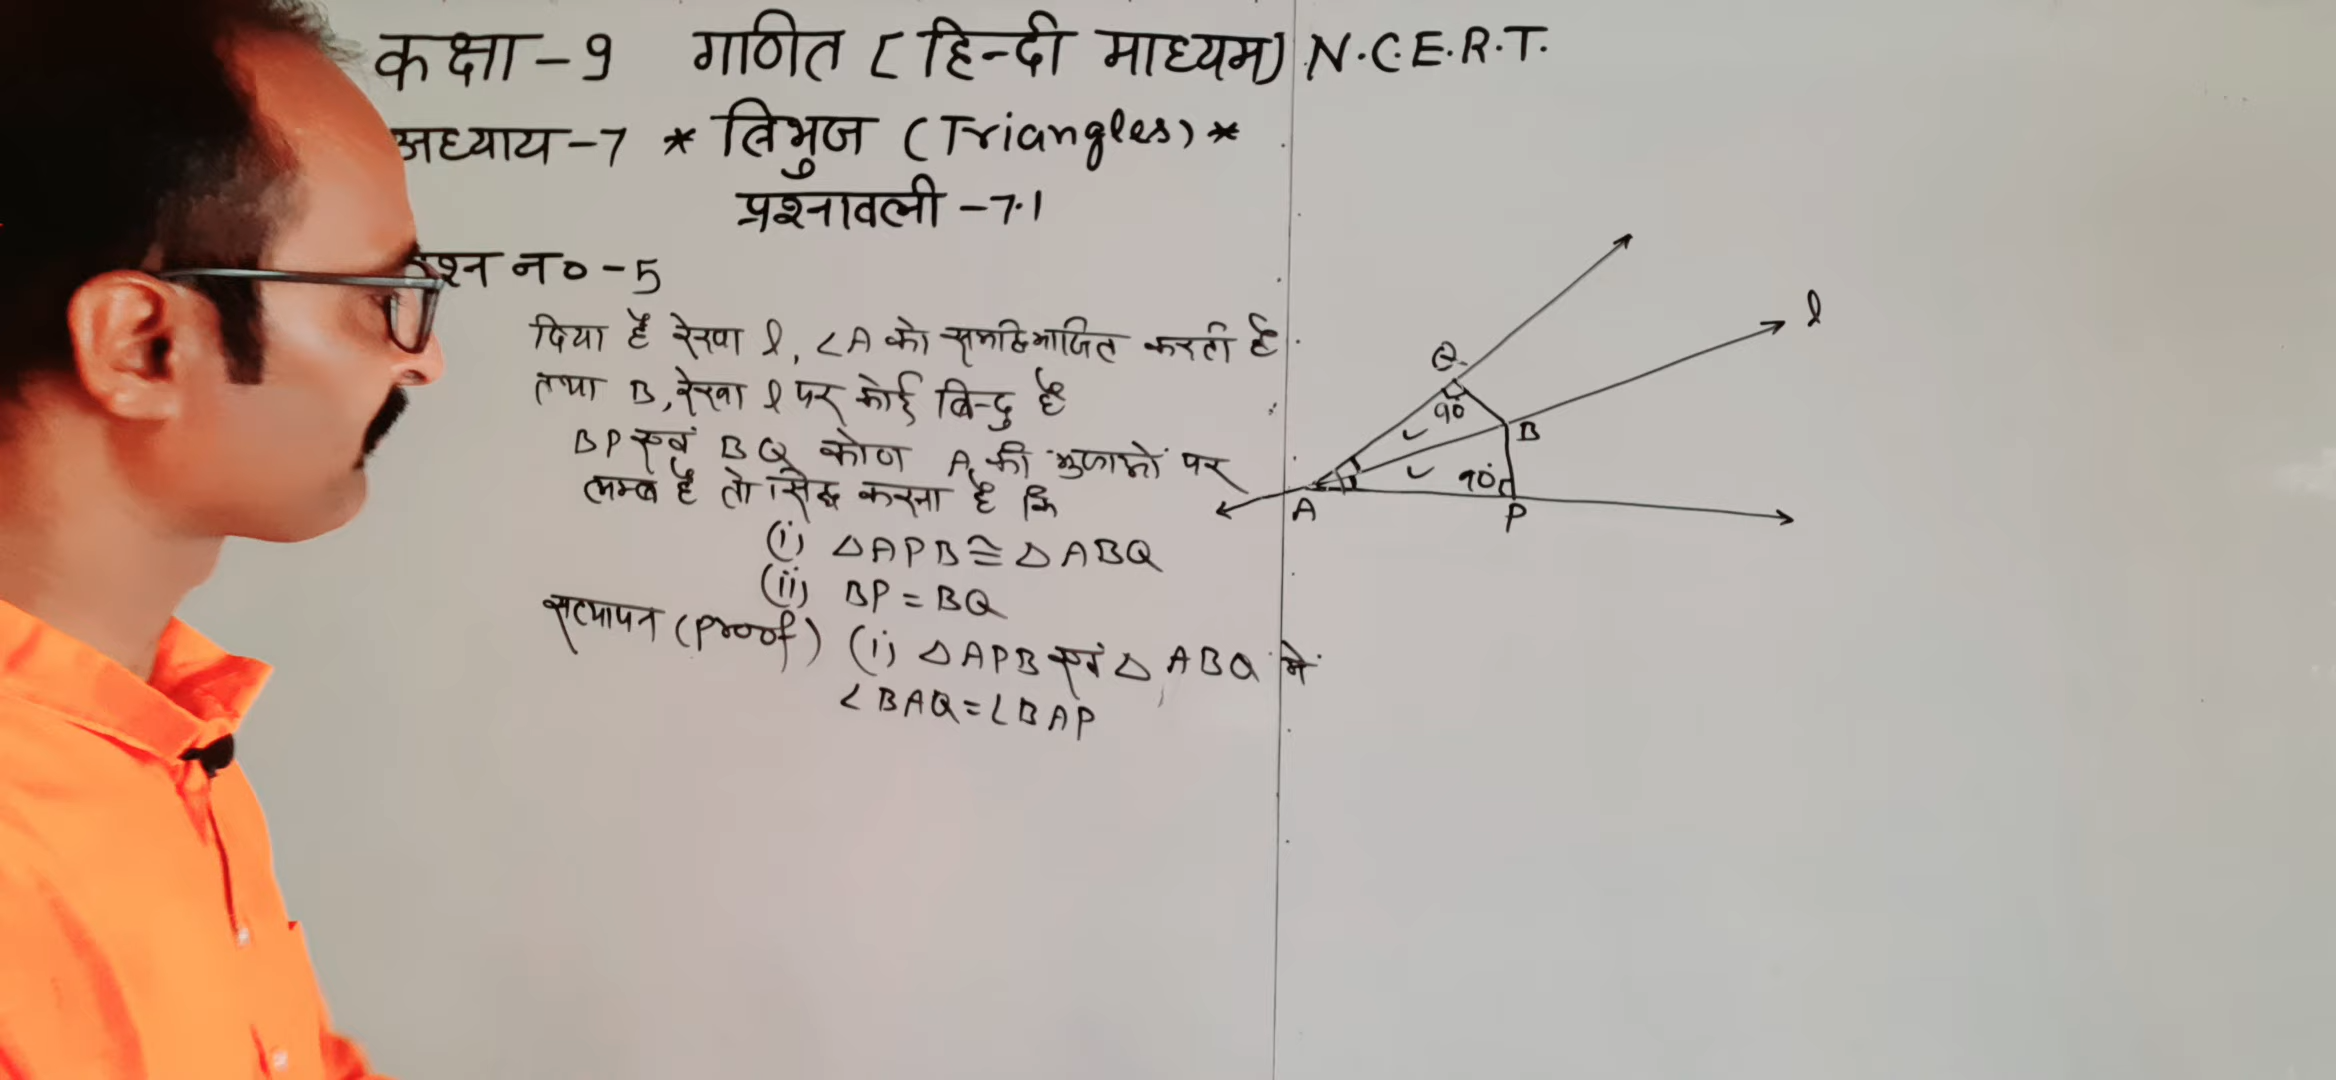 कक्षा - 9 गणित ( हिन्दी माध्यम) N.C.E.R.T.
अध्याय - 7 * त्रिभुज (Triangles) *
प्रश्नावली - 7.1
प्रश्न न० - 5
दिया है रेखा l, ∠A को समद्विभाजित करती है
तथा B, रेखा l पर कोई बिन्दु है
BP एवं BQ कोण A की भुजाओं पर
लम्ब है तो सिद्ध करना है कि
(i) △APB ≅ △ABQ
(ii) BP = BQ
सत्यापन (proof) (i) △APB एवं △ABQ में
∠BAQ = ∠BAP
l
Q
90°
B
90°
A
P